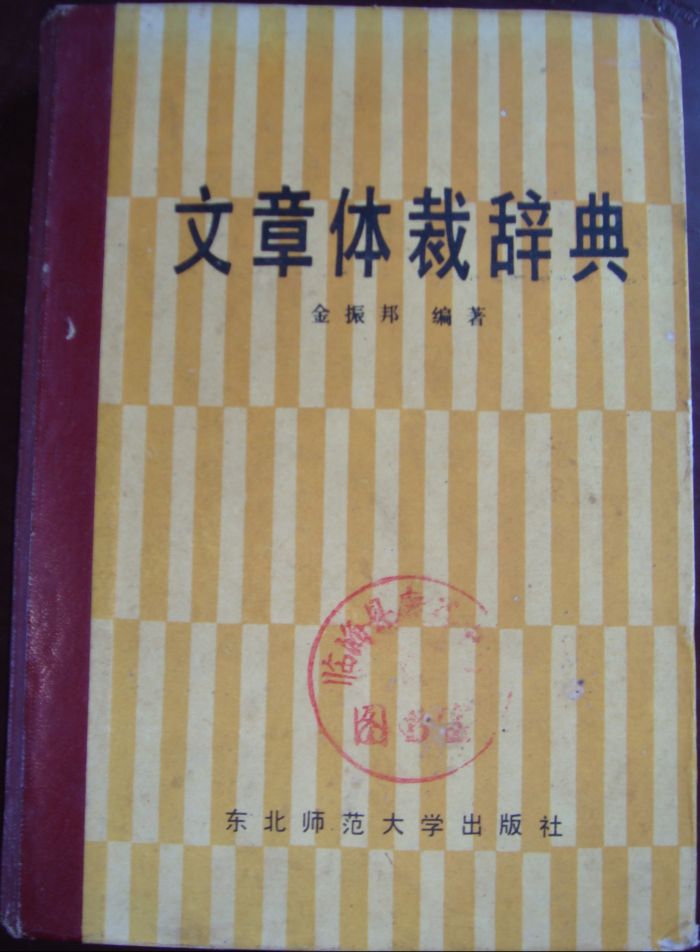 文章体裁辞典
金振邦 编著
图
东北师范大学出版社